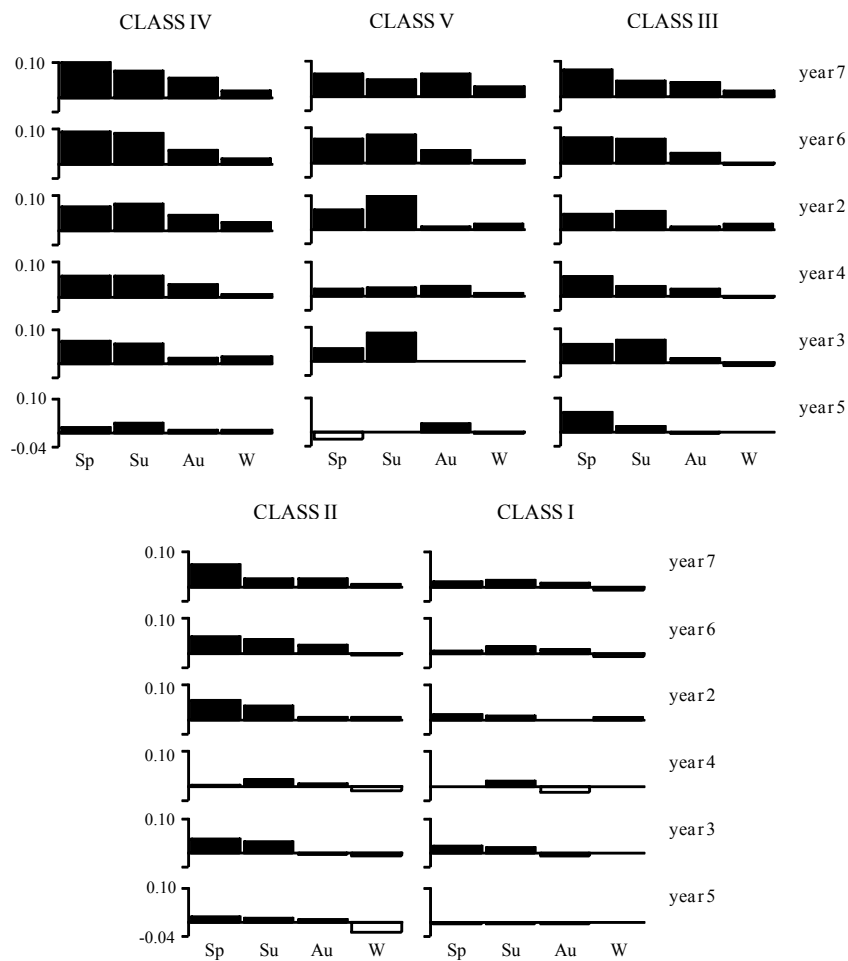 CLASS IV CLASS V CLASS III
0.10 year 7
0.10 year 6
0.10 year 2
0.10 year 4
0.10 year 3
0.10 year 5
-0.04
Sp Su Au W Sp Su Au W Sp Su Au W
CLASS II CLASS I
0.10 year 7
0.10 year 6
0.10 year 2
0.10 year 4
0.10 year 3
0.10 year 5
-0.04
Sp Su Au W Sp Su Au W